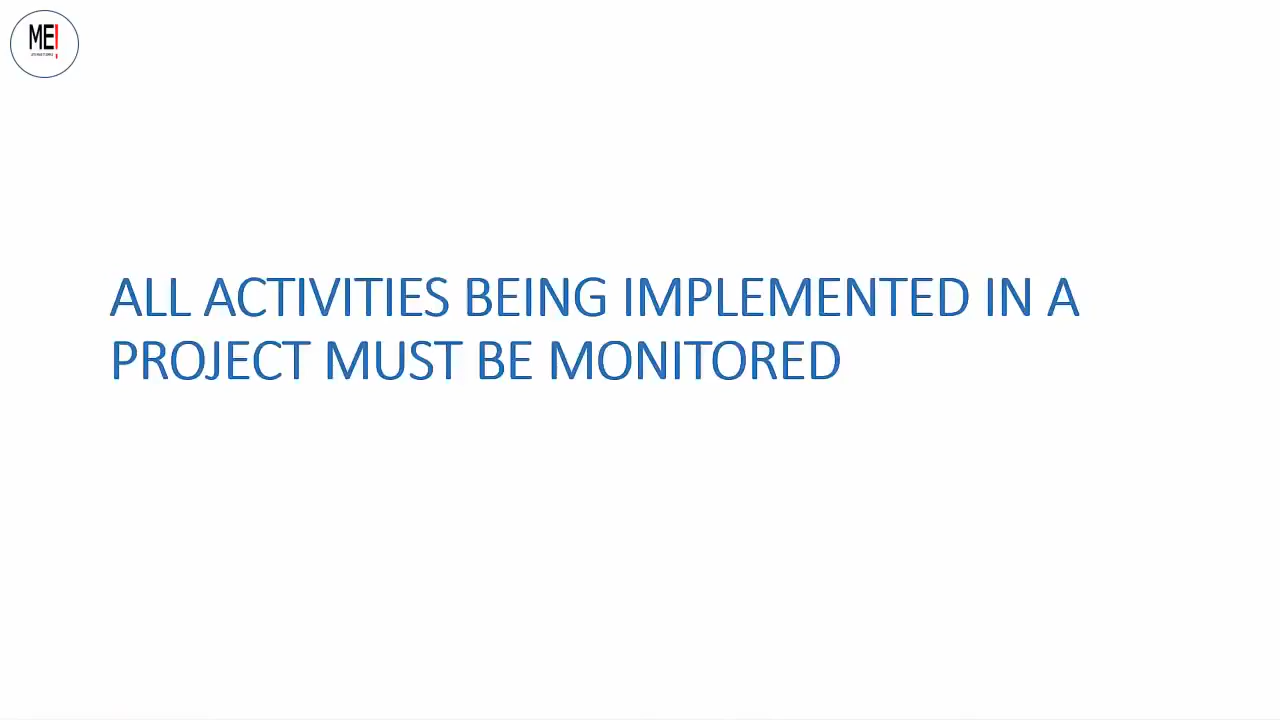 ME!
ALL ACTIVITIES BEING IMPLEMENTED IN A
PROJECT MUST BE MONITORED